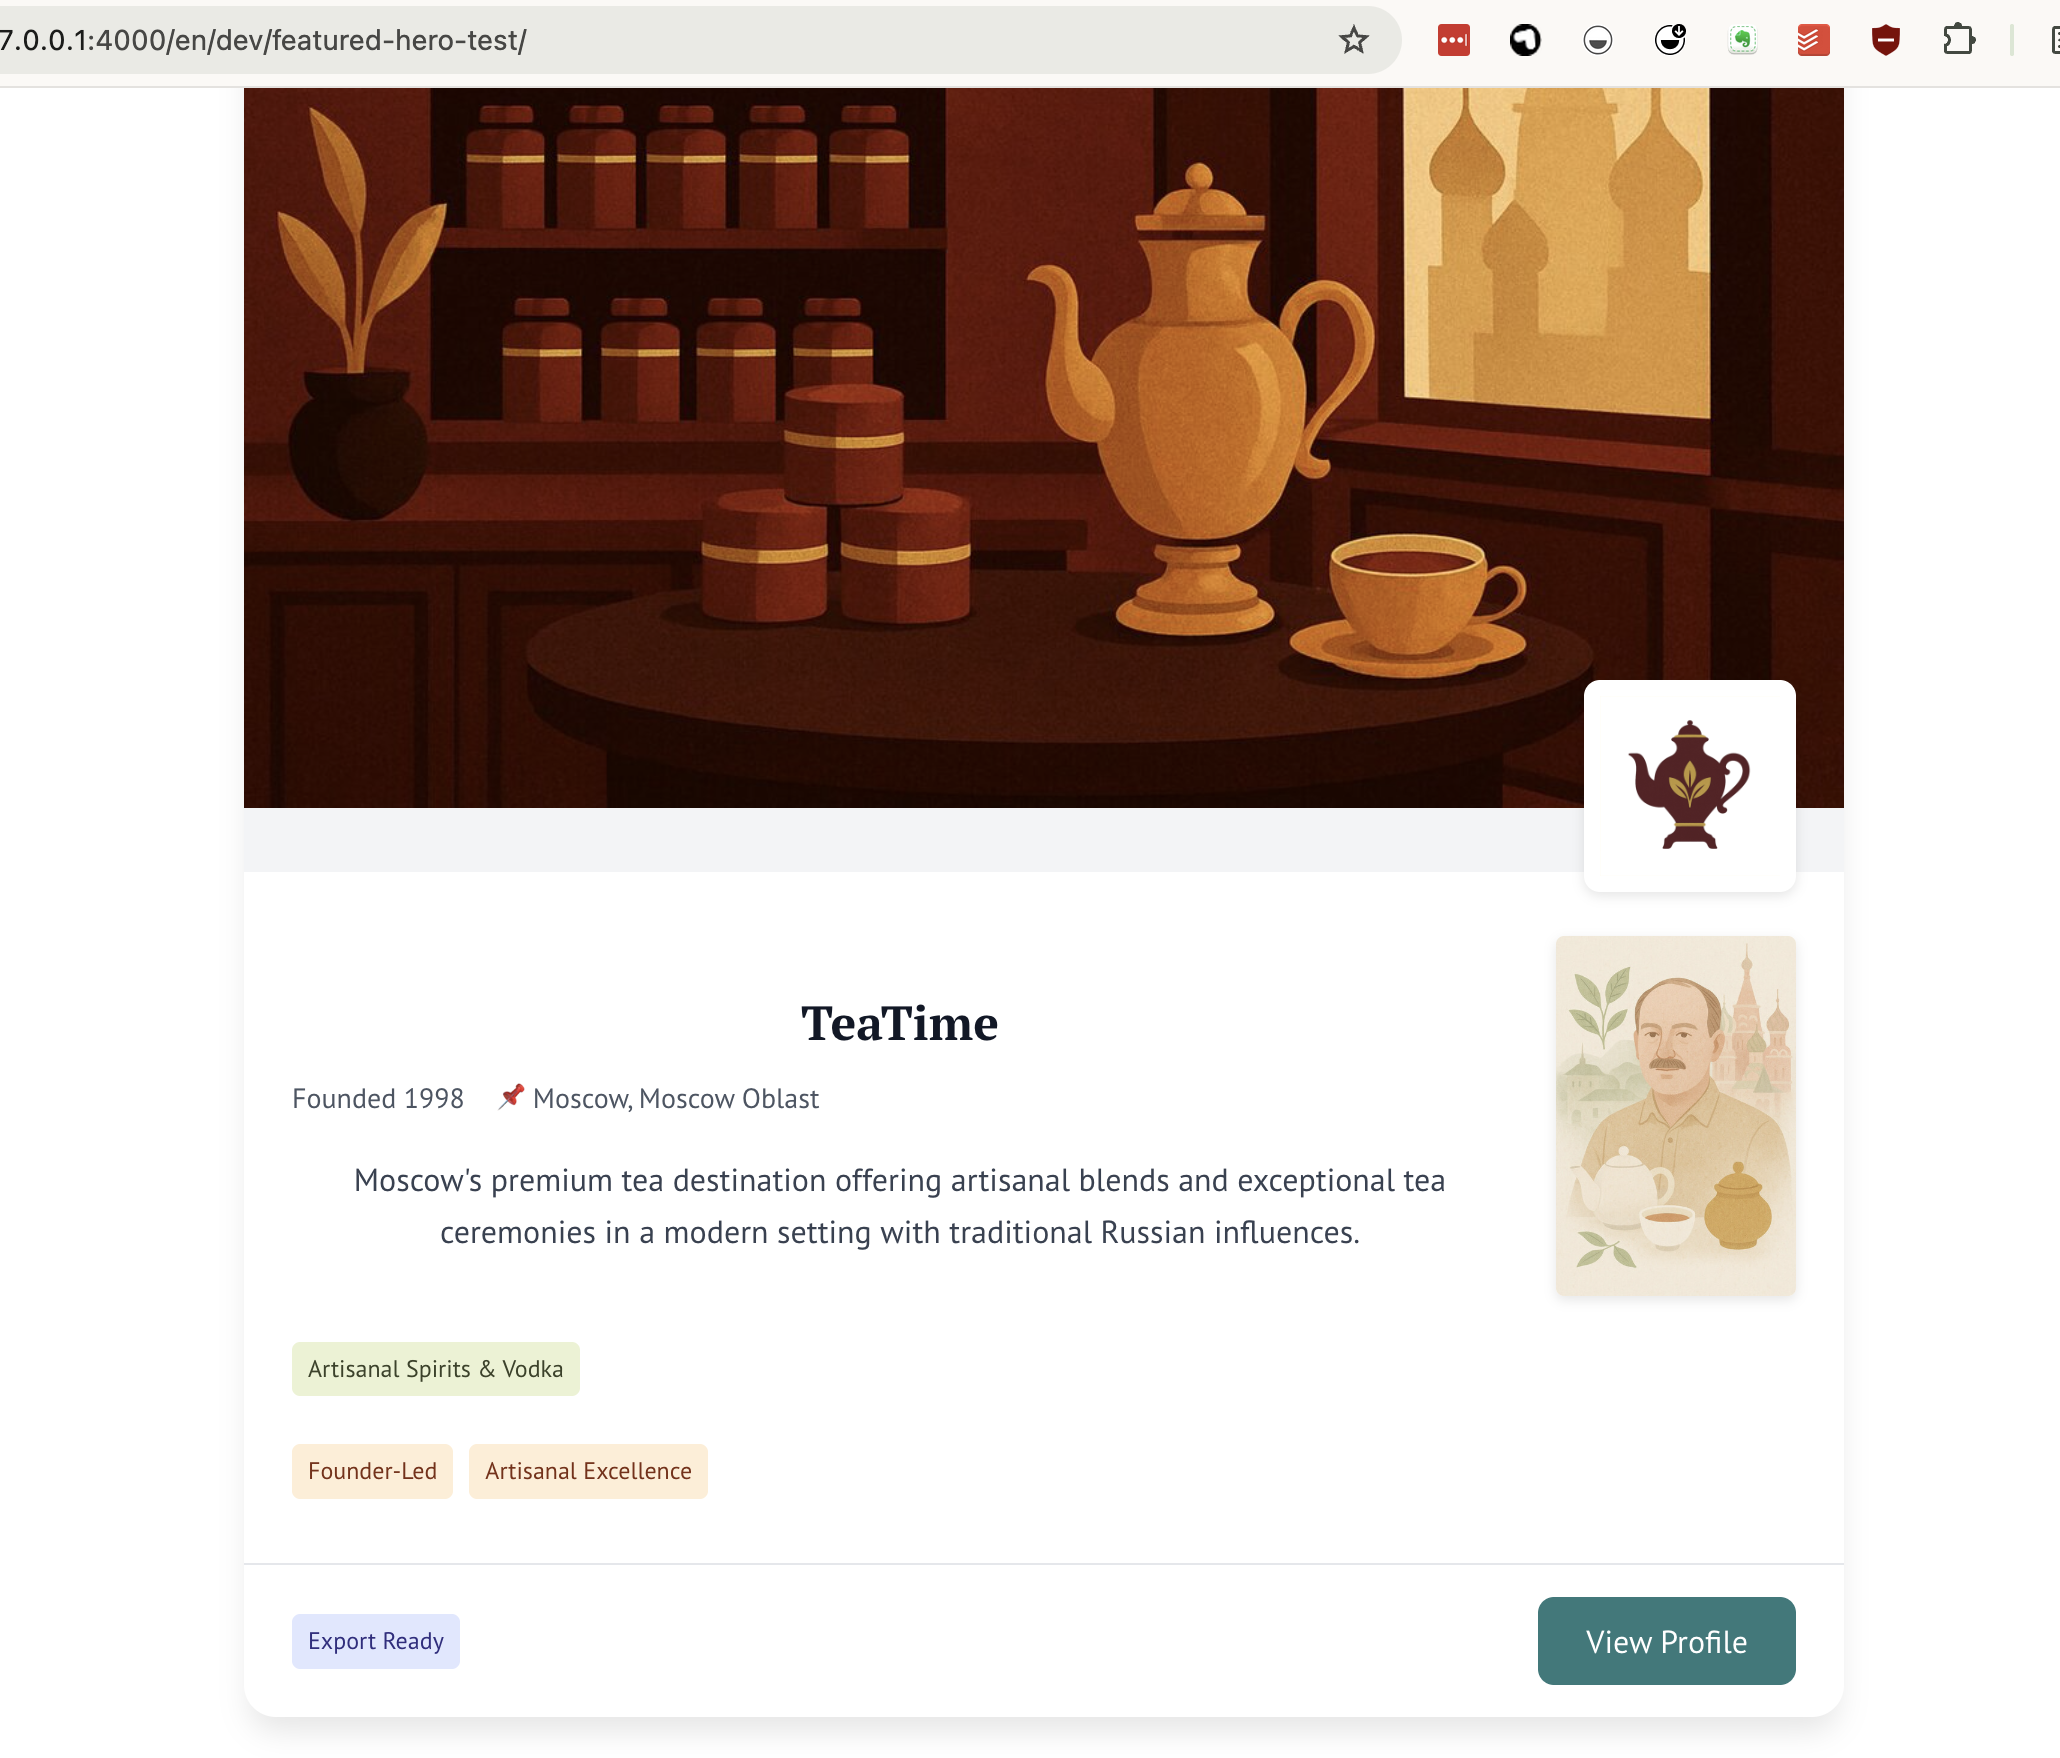 7.0.0.1:4000/en/dev/featured-hero-test/
TeaTime
Founded 1998 📌 Moscow, Moscow Oblast
Moscow's premium tea destination offering artisanal blends and exceptional tea
ceremonies in a modern setting with traditional Russian influences.
Artisanal Spirits & Vodka
Founder-Led Artisanal Excellence
Export Ready
View Profile